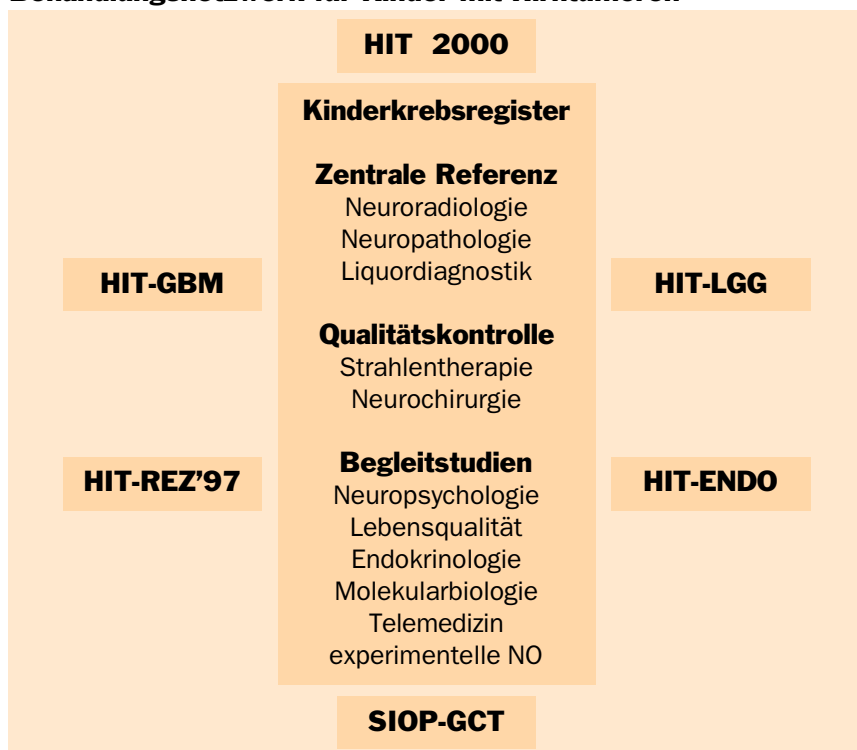 HIT 2000
Kinderkrebsregister
Zentrale Referenz
Neuroradiologie
Neuropathologie
Liquordiagnostik
HIT-GBM
HIT-LGG
Qualitätskontrolle
Strahlentherapie
Neurochirurgie
Begleitstudien
HIT-REZ'97
HIT-ENDO
Neuropsychologie
Lebensqualität
Endokrinologie
Molekularbiologie
Telemedizin
experimentelle NO
SIOP-GCT